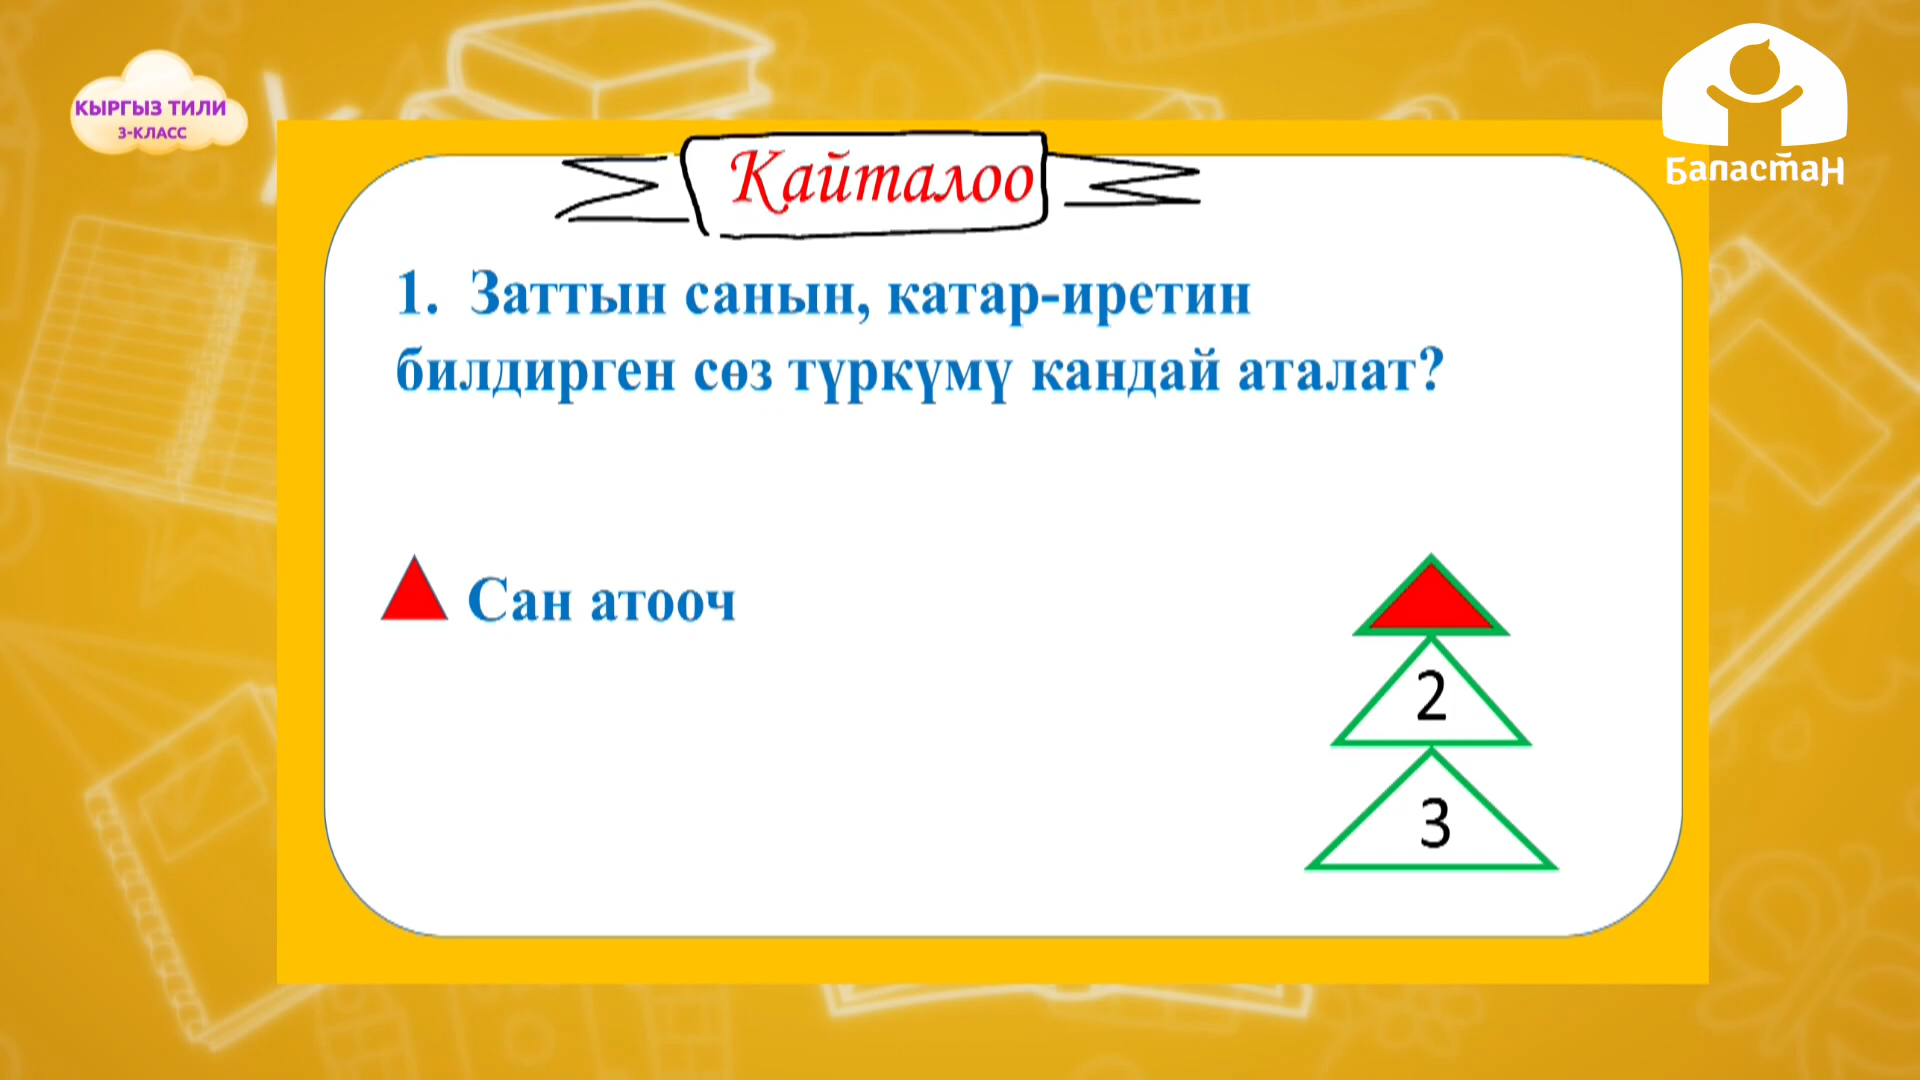 КЫРГЫЗ ТИЛИ
3-КЛАСС
Баластан
Кайталоо
1. Заттын санын, катар-иретин
билдирген сөз түркүмү кандай аталат?
Сан атооч
2
3